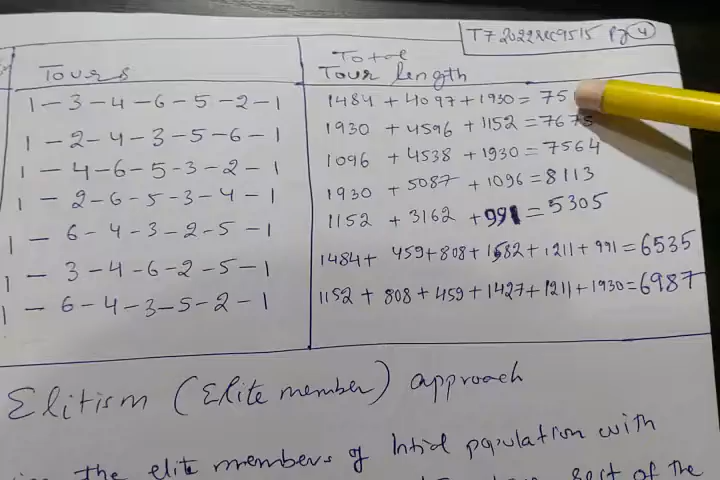 T7 2022REC9515 Pg 4
Tours
Total
Tour length
1-3-4-6-5-2-1 1484 + 4097 + 1930 = 75
1-2-4-3-5-6-1 1930 + 4596 + 1152 = 7675
1-4-6-5-3-2-1 1096 + 4538 + 1930 = 7564
1-2-6-5-3-4-1 1930 + 5087 + 1096 = 8113
1-6-4-3-2-5-1 1152 + 3162 + 991 = 5305
1-3-4-6-2-5-1 1484 + 459 + 808 + 1582 + 1211 + 991 = 6535
1-6-4-3-5-2-1 1152 + 808 + 459 + 1427 + 1211 + 1930 = 6987
Elitism (Elite member) approach
the elite members of Intial population with
of the